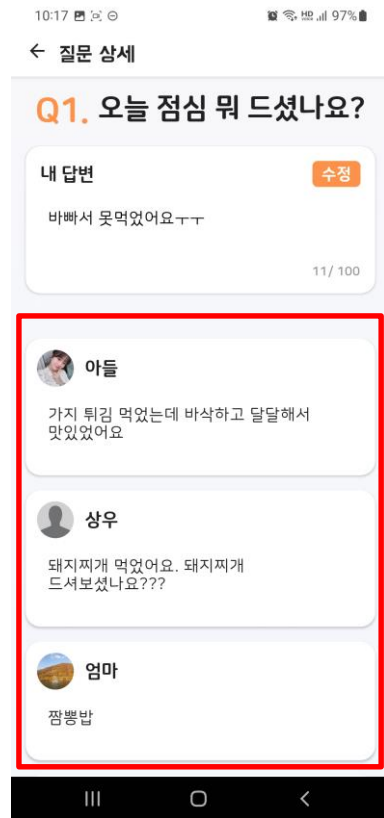 10:17
97%
← 질문 상세
Q1. 오늘 점심 뭐 드셨나요?
내 답변
수정
바빠서 못먹었어요ㅜㅜ
11/ 100
아들
가지 튀김 먹었는데 바삭하고 달달해서
맛있었어요
상우
돼지찌개 먹었어요. 돼지찌개
드셔보셨나요???
엄마
짬뽕밥